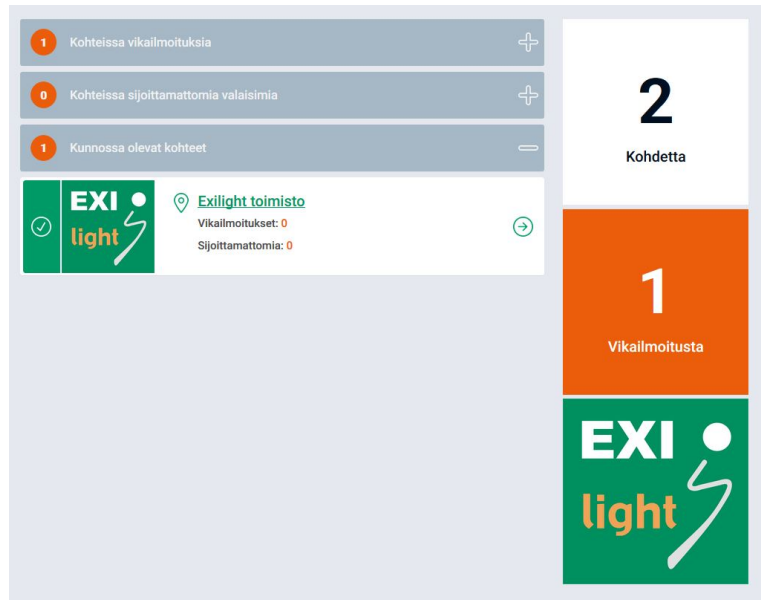 1 Kohteissa vikailmoituksia
0 Kohteissa sijoittamattomia valaisimia
1 Kunnossa olevat kohteet
EXI
light
Exilight toimisto
Vikailmoitukset: 0
Sijoittamattomia: 0
2
Kohdetta
1
Vikailmoitusta
EXI
light